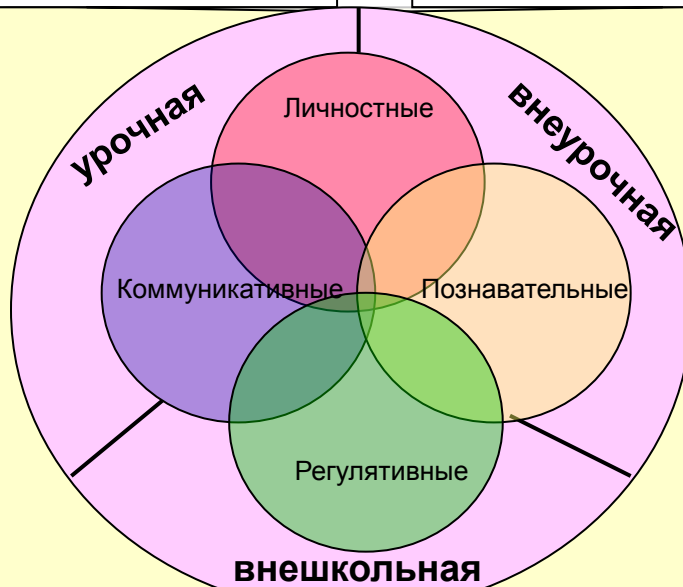 урочная
Личностные
внеурочная
Коммуникативные
Познавательные
Регулятивные
внешкольная